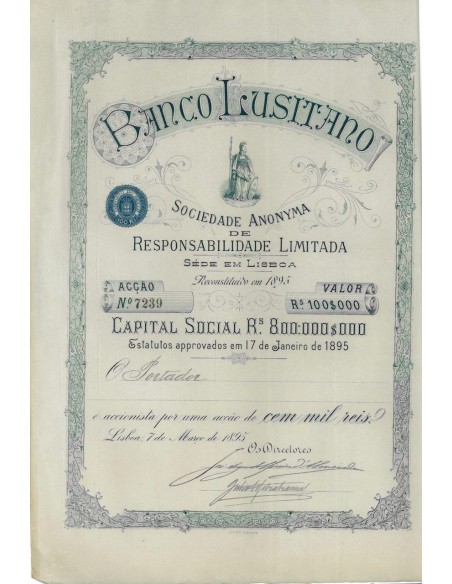 BANCO LUSITANO
SOCIEDADE ANONYMA
DE
RESPONSABILIDADE LIMITADA
SÉDE EM LISBOA
Reconstituido em 1895
ACÇÃO VALOR
Nº 7239 Rs. 100$000
CAPITAL SOCIAL Rs. 800:000$000
Estatutos approvados em 17 de Janeiro de 1895
O Portador
é accionista por uma acção de cem mil reis.
Lisboa, 7 de Março de 1895
Os Directores